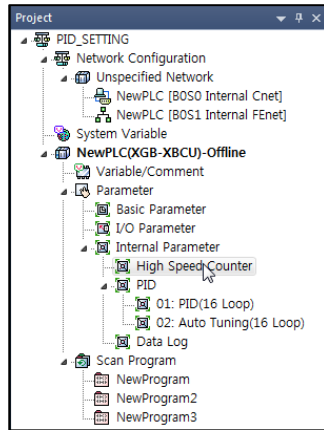 Project
PID_SETTING
Network Configuration
Unspecified Network
NewPLC [B0S0 Internal Cnet]
NewPLC [B0S1 Internal FEnet]
System Variable
NewPLC(XGB-XBCU)-Offline
Variable/Comment
Parameter
Basic Parameter
I/O Parameter
Internal Parameter
High Speed Counter
PID
01: PID(16 Loop)
02: Auto Tuning(16 Loop)
Data Log
Scan Program
NewProgram
NewProgram2
NewProgram3